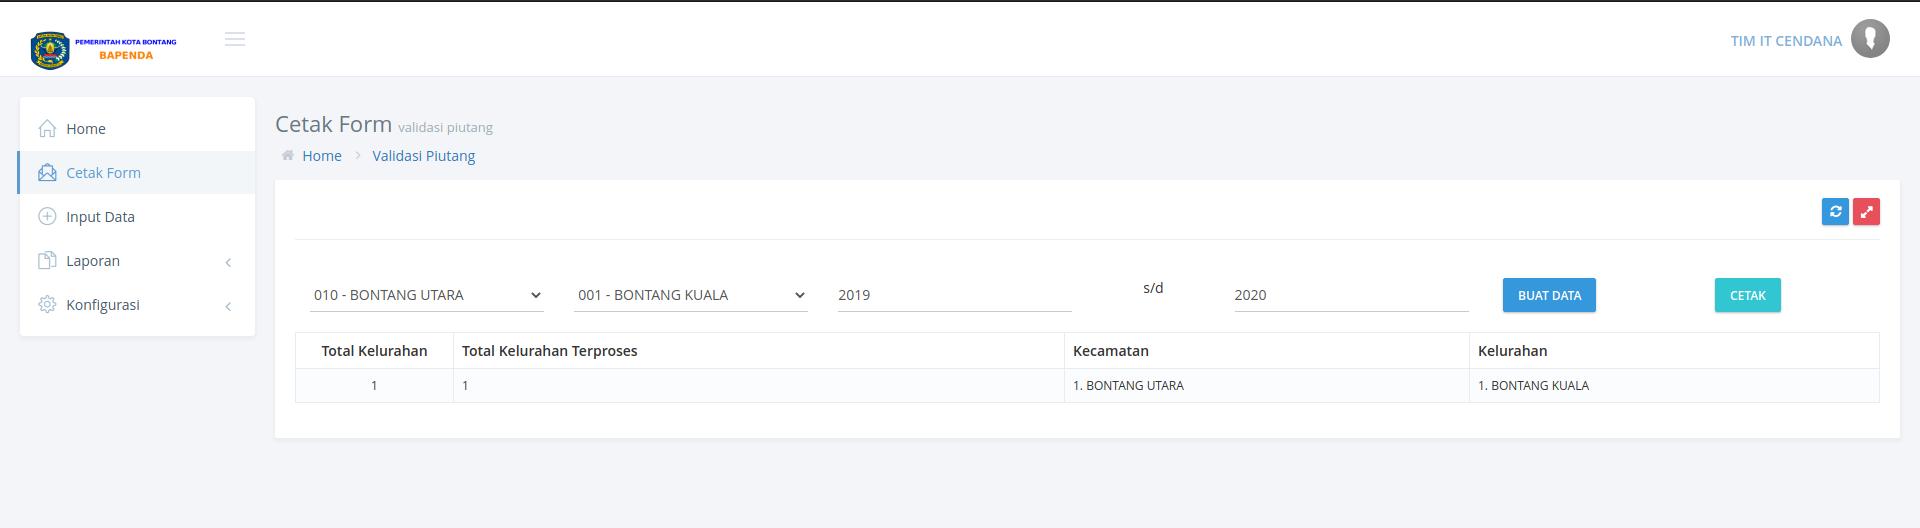 PEMERINTAH KOTA BONTANG
BAPENDA
TIM IT CENDANA
Home
Cetak Form
Input Data
Laporan
Konfigurasi
Cetak Form validasi piutang
Home > Validasi Piutang
010 - BONTANG UTARA 001 - BONTANG KUALA 2019 s/d 2020 BUAT DATA CETAK
Total Kelurahan Total Kelurahan Terproses Kecamatan Kelurahan
1 1 1. BONTANG UTARA 1. BONTANG KUALA